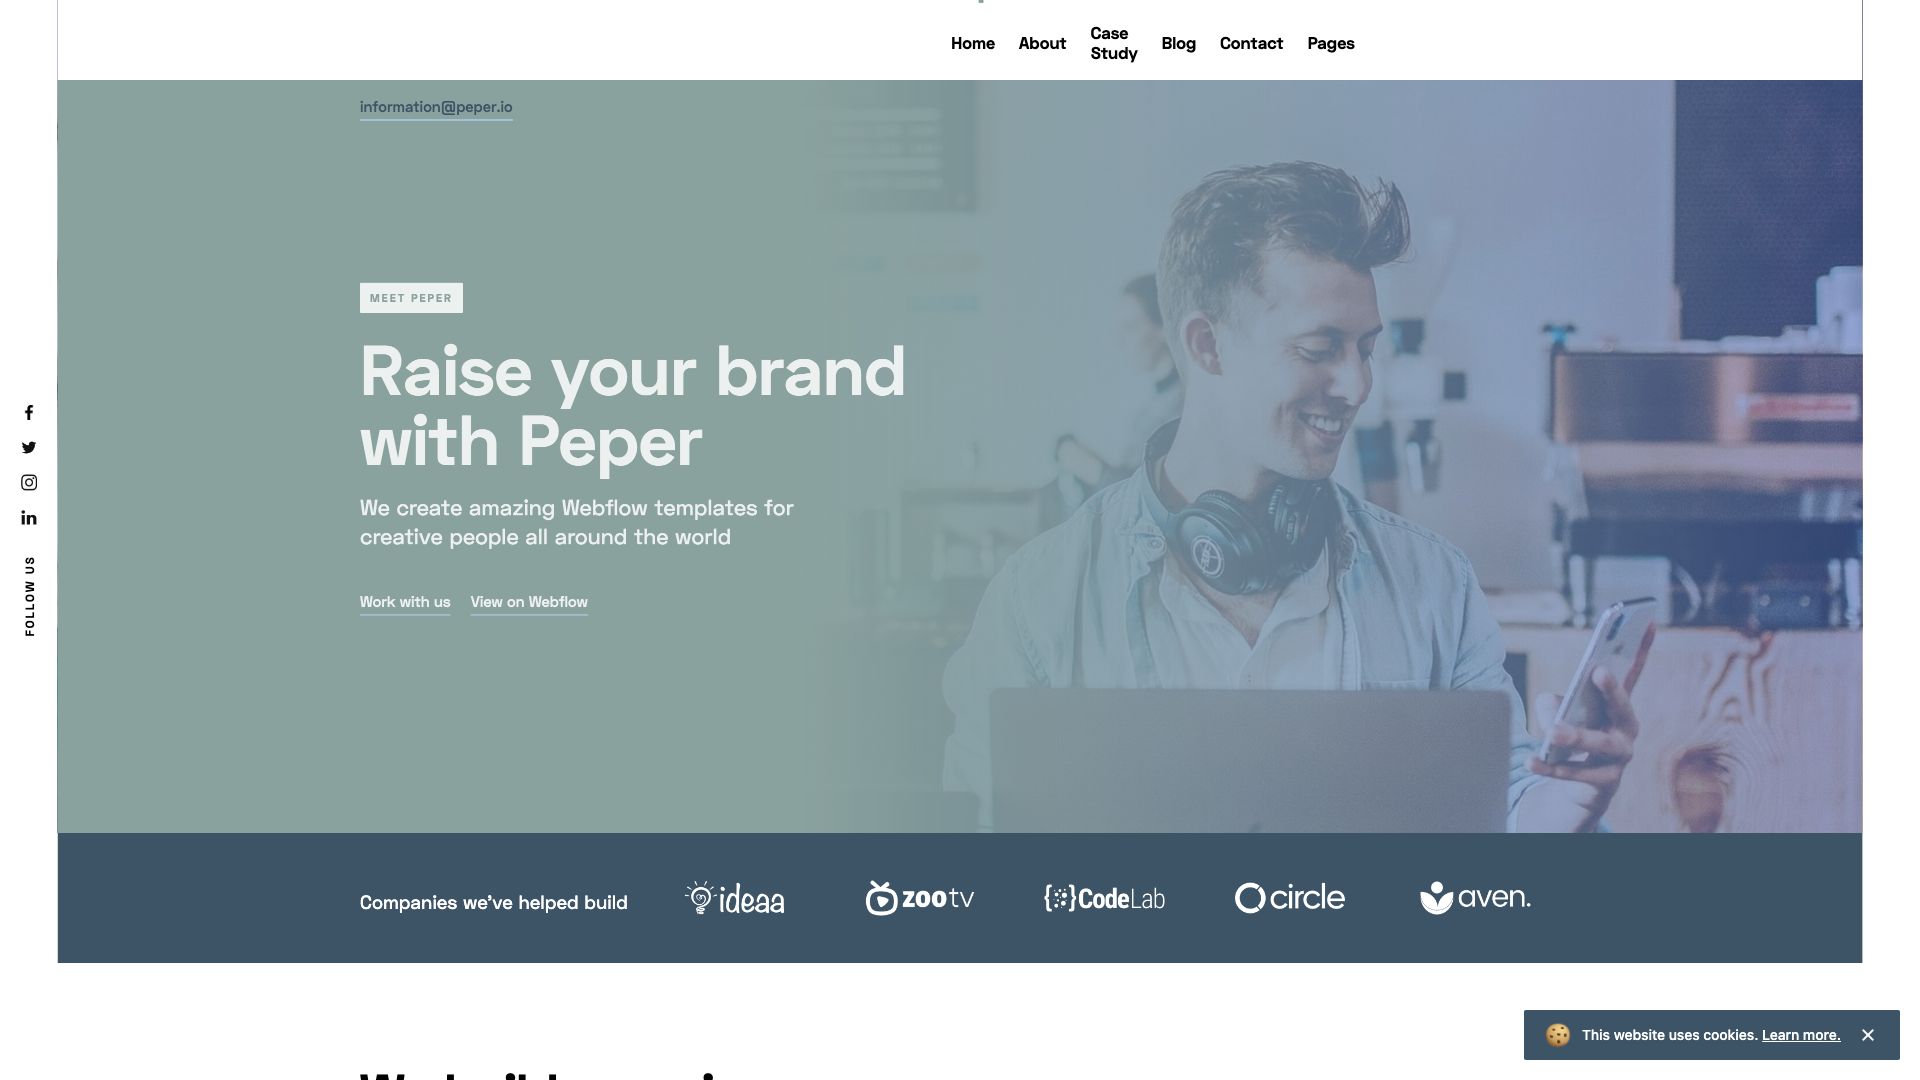 Home
About
Case
Study
Blog
Contact
Pages
information@peper.io
MEET PEPER
Raise your brand
with Peper
We create amazing Webflow templates for
creative people all around the world
Work with us
View on Webflow
FOLLOW US
Companies we've helped build
ideaa
zootv
{}CodeLab
circle
aven.
This website uses cookies. Learn more.